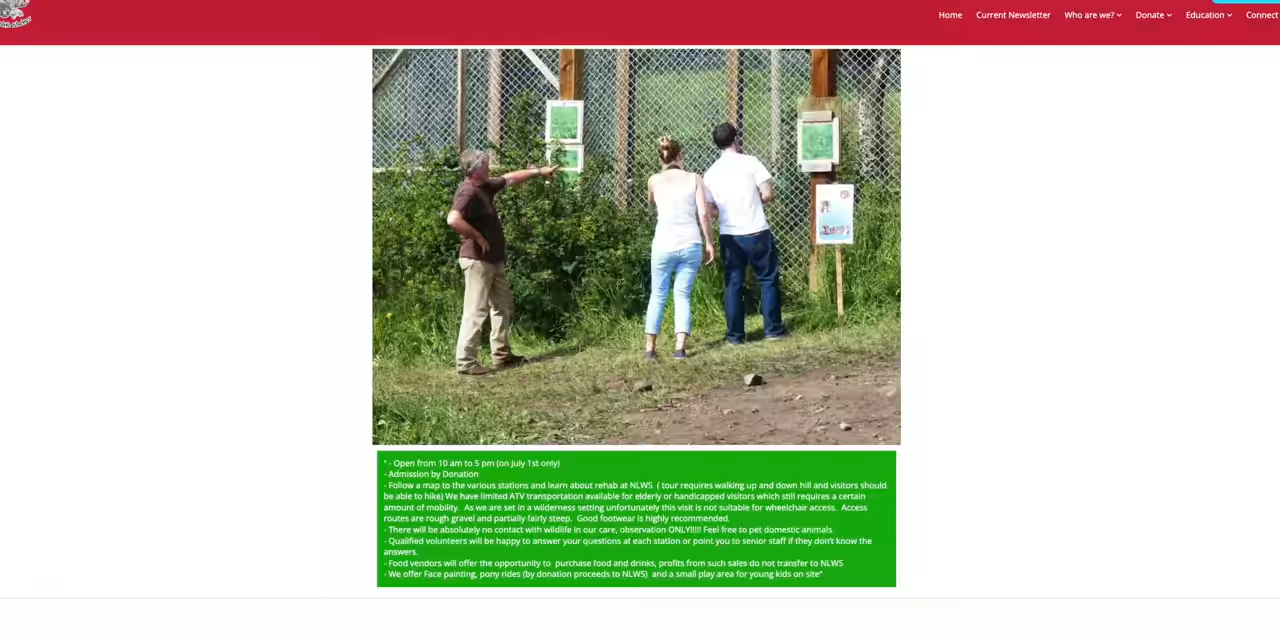 Home Current Newsletter Who are we? Donate Education Connect
" - Open from 10 am to 5 pm (on July 1st only)
- Admission by Donation
- Follow a map to the various stations and learn about rehab at NLWS ( tour requires walking up and down hill and visitors should
be able to hike) We have limited ATV transportation available for elderly or handicapped visitors which still requires a certain
amount of mobility. As we are set in a wilderness setting unfortunately this visit is not suitable for wheelchair access. Access
routes are rough gravel and partially fairly steep. Good footwear is highly recommended.
- There will be absolutely no contact with wildlife in our care, observation ONLY!!!!! Feel free to pet domestic animals.
- Qualified volunteers will be happy to answer your questions at each station or point you to senior staff if they don't know the
answers.
- Food vendors will offer the opportunity to purchase food and drinks, profits from such sales do not transfer to NLWS
- We offer Face painting, pony rides (by donation proceeds to NLWS) and a small play area for young kids on site"